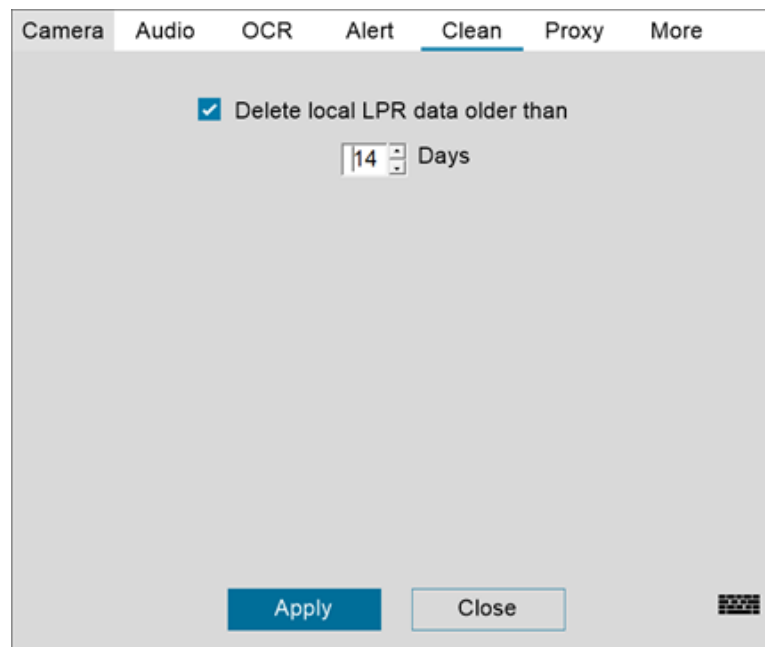 Camera Audio OCR Alert Clean Proxy More
Delete local LPR data older than
14 Days
Apply Close